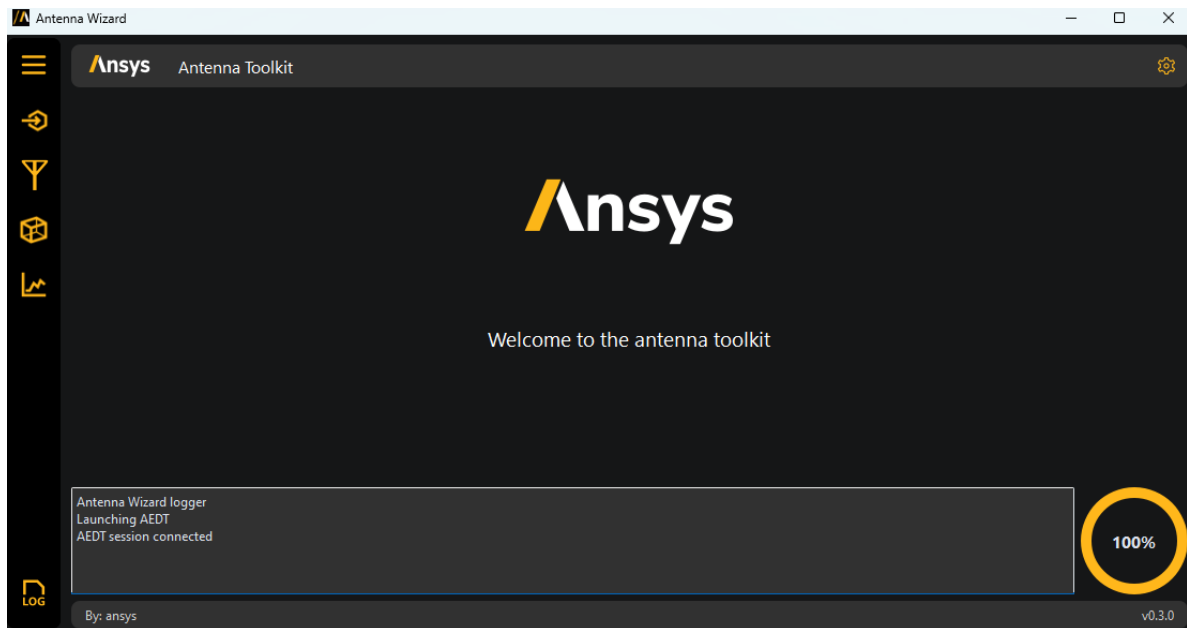 Antenna Wizard
Ansys Antenna Toolkit
Ansys
Welcome to the antenna toolkit
Antenna Wizard logger
Launching AEDT
AEDT session connected
100%
LOG
By: ansys v0.3.0